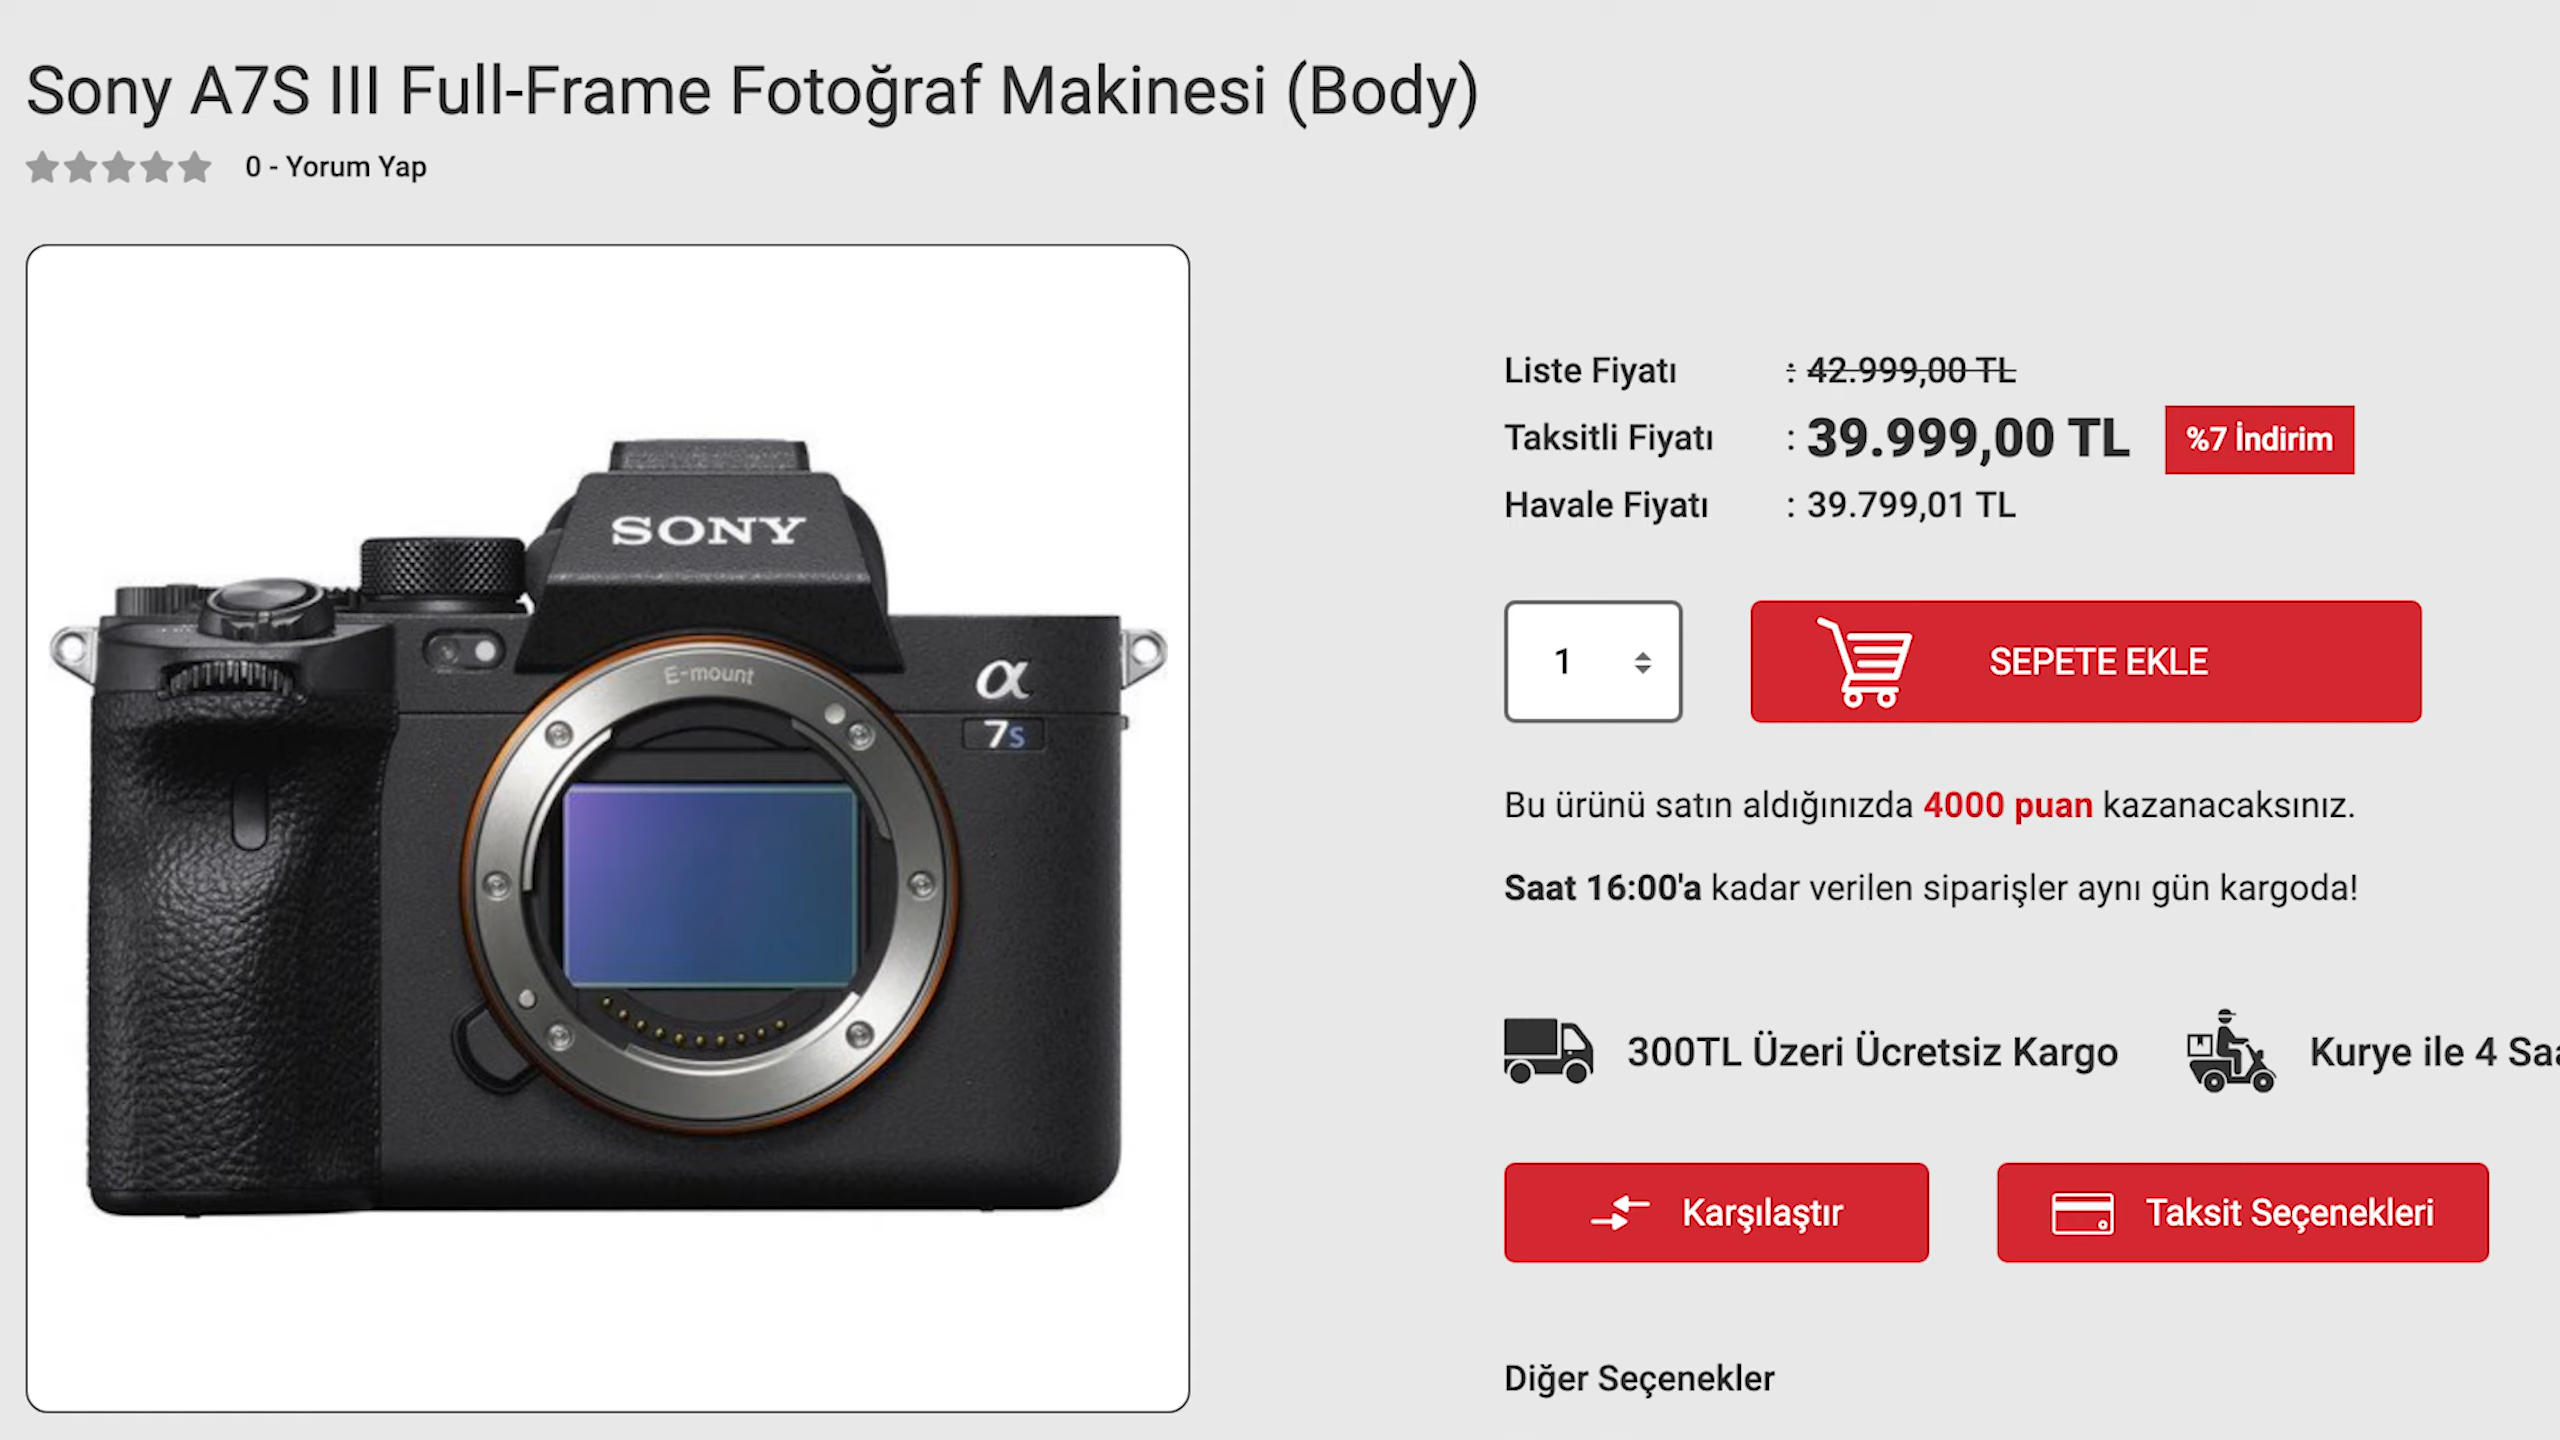 Sony A7S III Full-Frame Fotoğraf Makinesi (Body)
0 - Yorum Yap
SONY
E-mount
α
7s
Liste Fiyatı : 42.999,00 TL
Taksitli Fiyatı : 39.999,00 TL %7 İndirim
Havale Fiyatı : 39.799,01 TL
1 SEPETE EKLE
Bu ürünü satın aldığınızda 4000 puan kazanacaksınız.
Saat 16:00'a kadar verilen siparişler aynı gün kargoda!
300TL Üzeri Ücretsiz Kargo Kurye ile 4
Karşılaştır Taksit Seçenekleri
Diğer Seçenekler